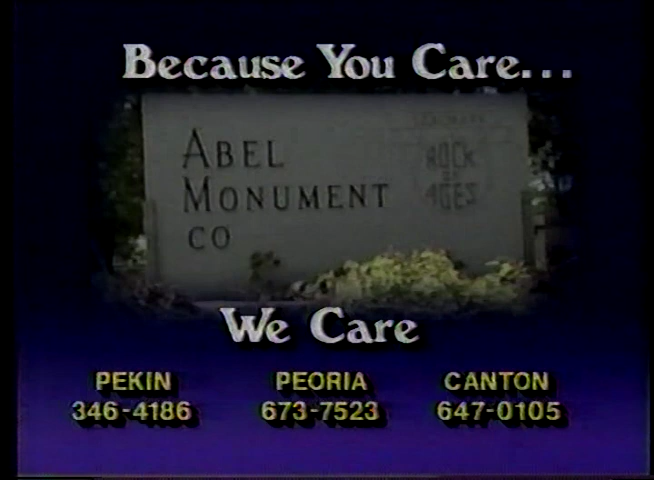 Because You Care...
ABEL
MONUMENT
CO
ROCK
OF
AGES
We Care
PEKIN PEORIA CANTON
346-4186 673-7523 647-0105